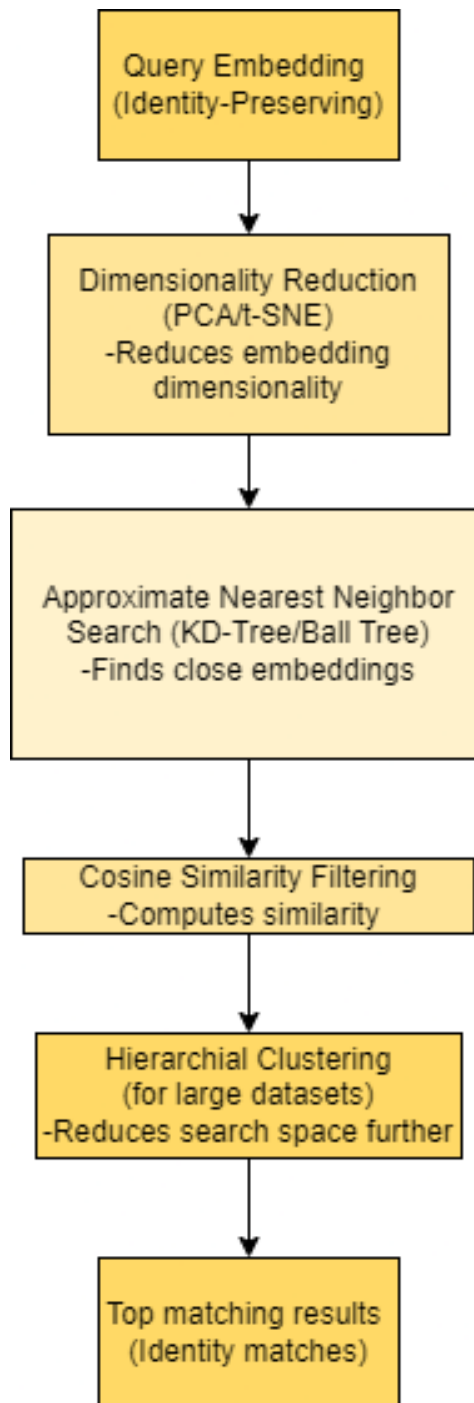 Query Embedding
(Identity-Preserving)
Dimensionality Reduction
(PCA/t-SNE)
-Reduces embedding
dimensionality
Approximate Nearest Neighbor
Search (KD-Tree/Ball Tree)
-Finds close embeddings
Cosine Similarity Filtering
-Computes similarity
Hierarchial Clustering
(for large datasets)
-Reduces search space further
Top matching results
(Identity matches)